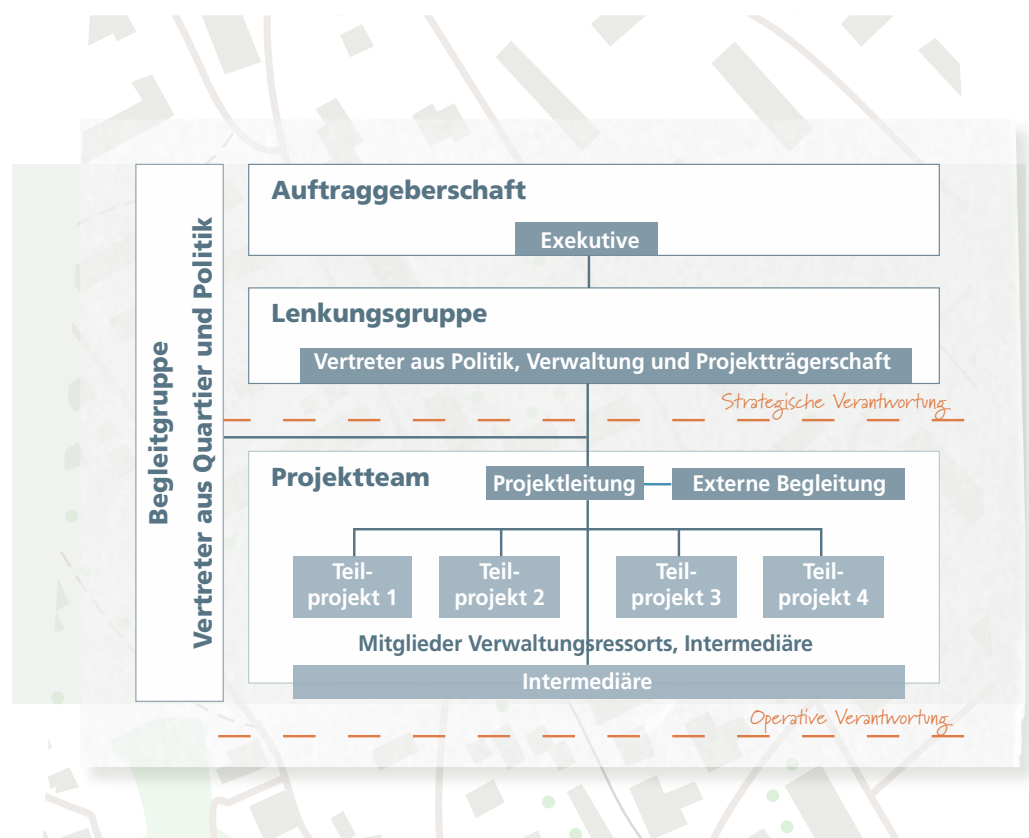 Begleitgruppe
Vertreter aus Quartier und Politik
Auftraggeberschaft
Exekutive
Lenkungsgruppe
Vertreter aus Politik, Verwaltung und Projektträgerschaft
Strategische Verantwortung
Projektteam
Projektleitung
Externe Begleitung
Teil-
projekt 1
Teil-
projekt 2
Teil-
projekt 3
Teil-
projekt 4
Mitglieder Verwaltungsressorts, Intermediäre
Intermediäre
Operative Verantwortung